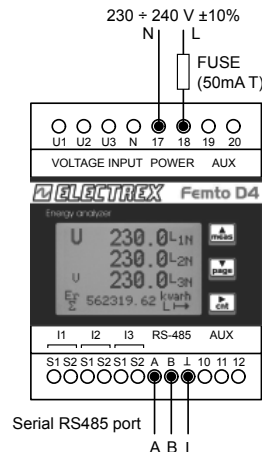 230 ÷ 240 V ±10%
N L
FUSE
(50mA T)
U1 U2 U3 N 17 18 19 20
VOLTAGE INPUT POWER AUX
ELECTREX Femto D4
Energy analyzer
meas
U 230.0 L1N
230.0 L2N
page
U 230.0 L3N
Er Σ 562319.62 kvarh L
cnt
I1 I2 I3 RS-485 AUX
S1 S2 S1 S2 S1 S2 A B ⊥ 10 11 12
Serial RS485 port
A B ⊥